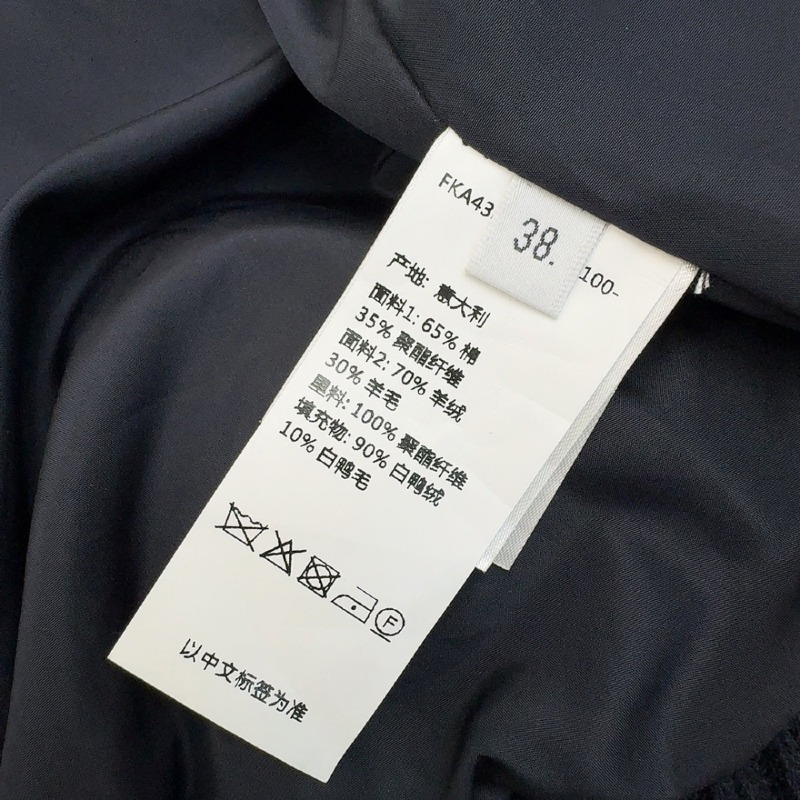 FKA43
38.
100-
产地: 意大利
面料1: 65% 棉
35% 聚酯纤维
面料2: 70% 羊绒
30% 羊毛
里料: 100% 聚酯纤维
填充物: 90% 白鸭绒
10% 白鸭毛
F
以中文标签为准